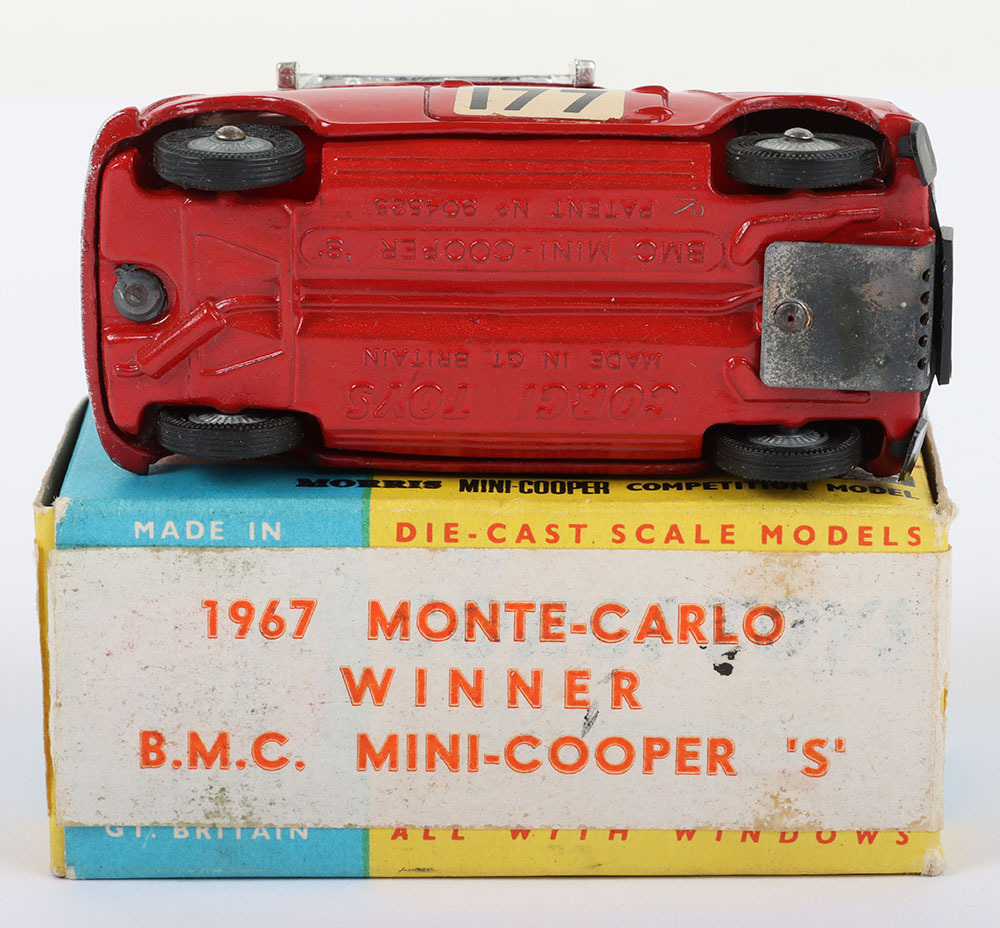 177
PATENT Nº 904525
BMC MINI-COOPER 'S'
MADE IN GT. BRITAIN
CORGI TOYS
MORRIS MINI-COOPER COMPETITION MODEL
MADE IN DIE-CAST SCALE MODELS
1967 MONTE-CARLO
WINNER
B.M.C. MINI-COOPER 'S'
GT. BRITAIN ALL WITH WINDOWS